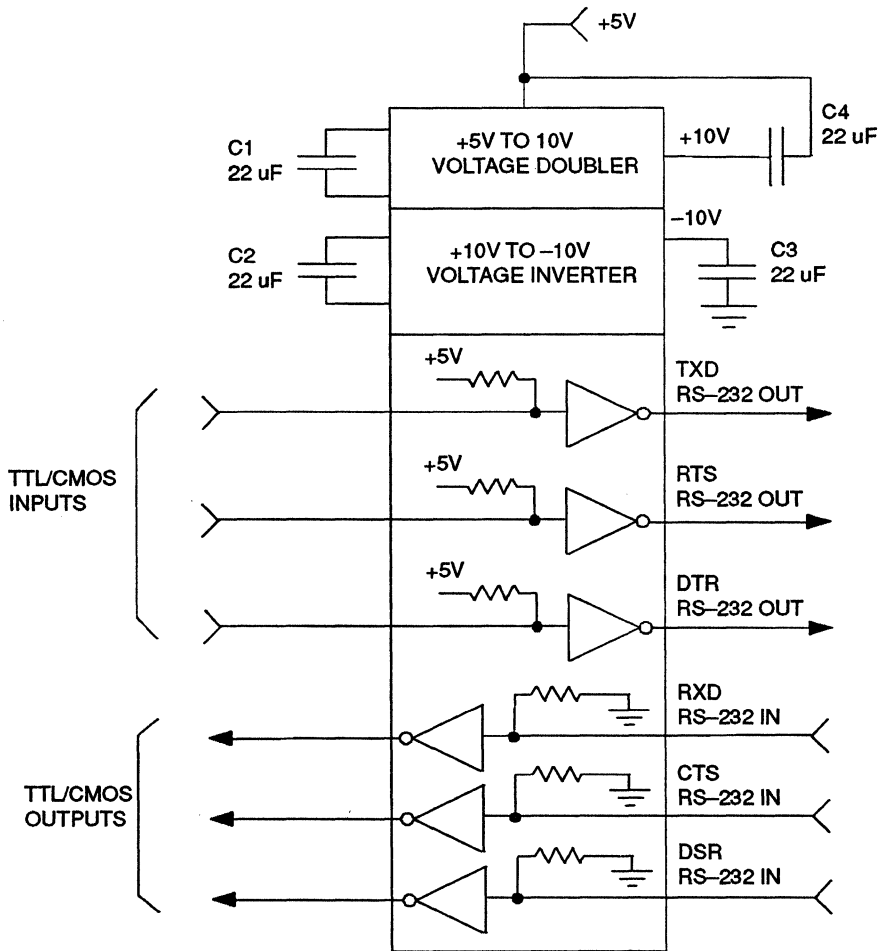 +5V
C1
22 uF
+5V TO 10V
VOLTAGE DOUBLER
+10V
C4
22 uF
C2
22 uF
+10V TO –10V
VOLTAGE INVERTER
–10V
C3
22 uF
TTL/CMOS
INPUTS
+5V
TXD
RS–232 OUT
+5V
RTS
RS–232 OUT
+5V
DTR
RS–232 OUT
TTL/CMOS
OUTPUTS
RXD
RS–232 IN
CTS
RS–232 IN
DSR
RS–232 IN